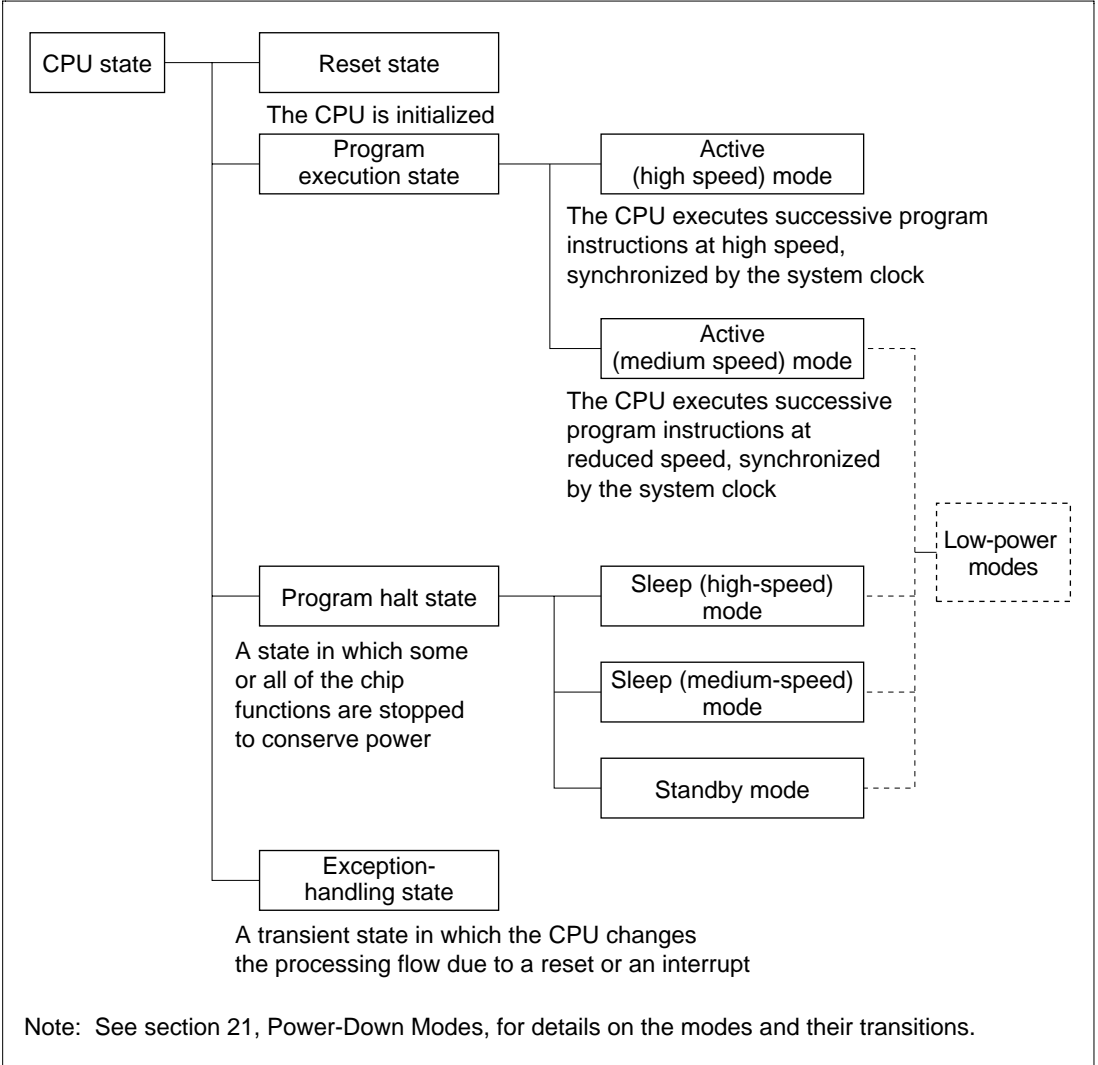 CPU state
Reset state
The CPU is initialized
Program
execution state
Active
(high speed) mode
The CPU executes successive program
instructions at high speed,
synchronized by the system clock
Active
(medium speed) mode
The CPU executes successive
program instructions at
reduced speed, synchronized
by the system clock
Low-power
modes
Program halt state
A state in which some
or all of the chip
functions are stopped
to conserve power
Sleep (high-speed)
mode
Sleep (medium-speed)
mode
Standby mode
Exception-
handling state
A transient state in which the CPU changes
the processing flow due to a reset or an interrupt
Note: See section 21, Power-Down Modes, for details on the modes and their transitions.